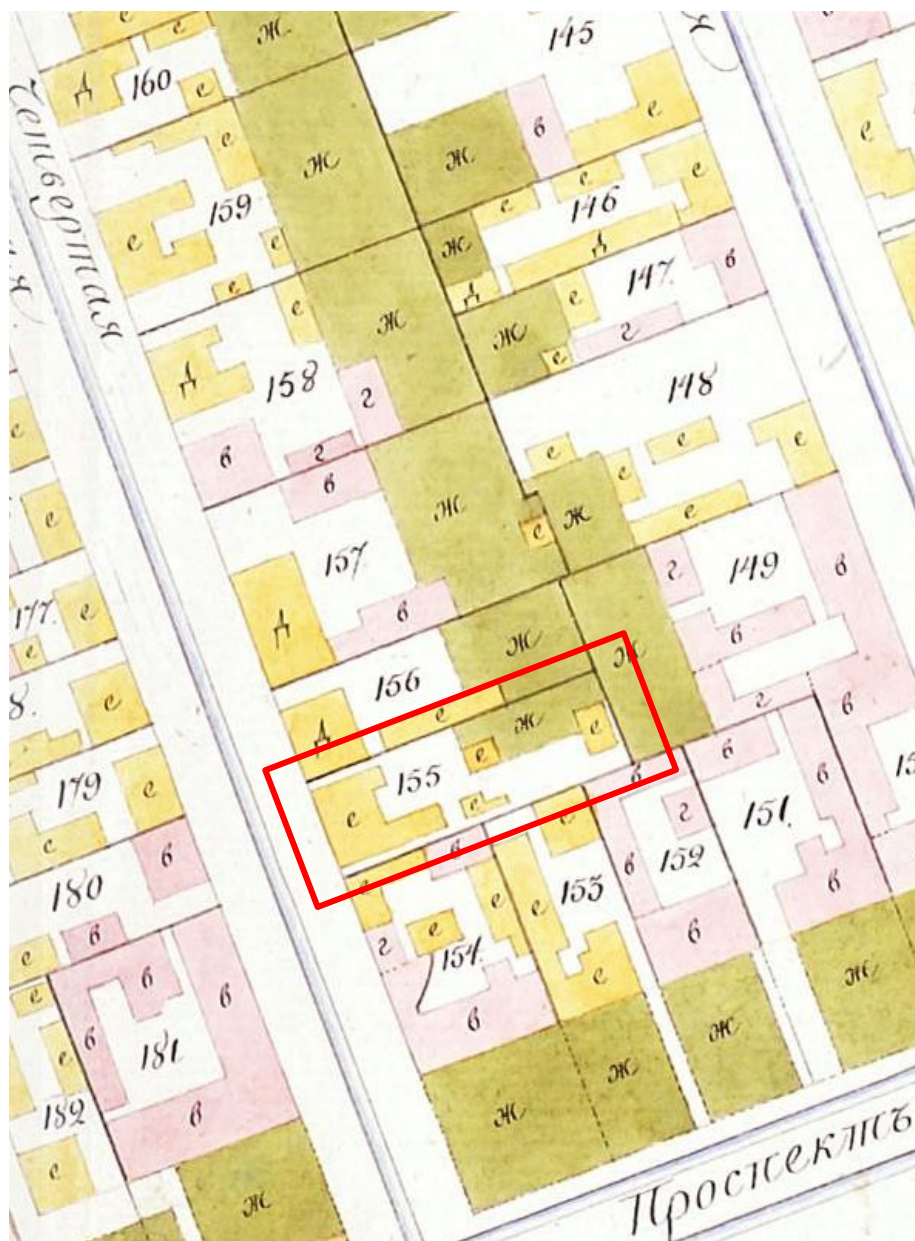 ж
е
145
в
Д
160
е
е
Четвертая
е
ж
ж
в
е
е
е
159
е
е
146
е
ж
Д
е
е
Д
147
в
е
ж
ж
е
г
Д
158
г
е
148
в
г
в
е
е
е
е
ж
е
ж
е
157
г
149
в
Д
в
в
177
е
е
156
ж
ж
Д
е
г
в
е
155
е
ж
е
179
е
е
е
е
в
в
151
е
180
в
в
е
153
в
г
152
в
е
154
е
е
г
е
в
в
в
ж
181
в
в
в
в
е
е
182
е
в
ж
ж
ж
ж
ж
Проспектъ